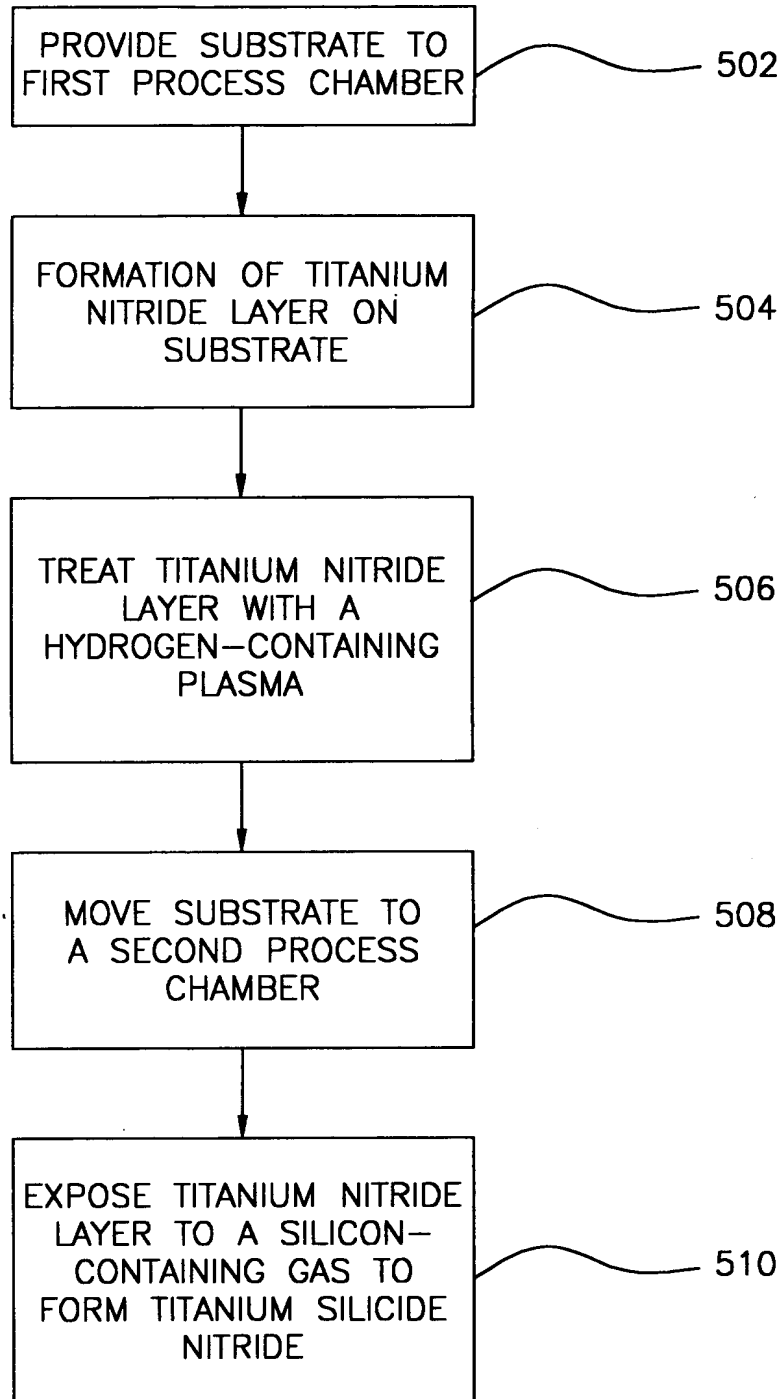 PROVIDE SUBSTRATE TO
FIRST PROCESS CHAMBER
502
FORMATION OF TITANIUM
NITRIDE LAYER ON
SUBSTRATE
504
TREAT TITANIUM NITRIDE
LAYER WITH A
HYDROGEN-CONTAINING
PLASMA
506
MOVE SUBSTRATE TO
A SECOND PROCESS
CHAMBER
508
EXPOSE TITANIUM NITRIDE
LAYER TO A SILICON-
CONTAINING GAS TO
FORM TITANIUM SILICIDE
NITRIDE
510